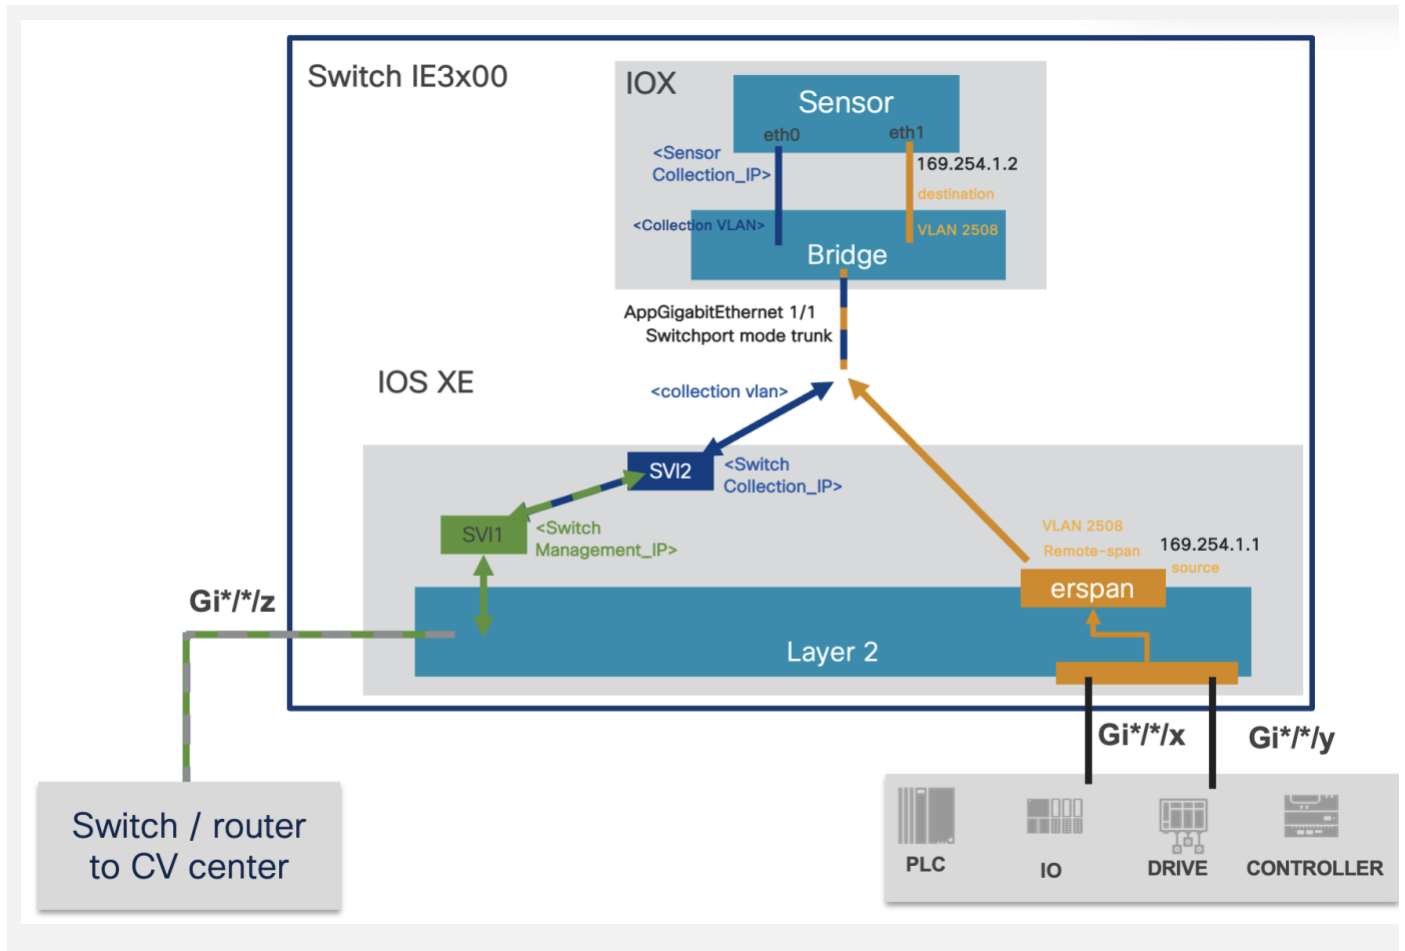 Switch IE3x00
IOX
Sensor
eth0
eth1
<Sensor
Collection_IP>
169.254.1.2
destination
<Collection VLAN>
VLAN 2508
Bridge
AppGigabitEthernet 1/1
Switchport mode trunk
IOS XE
<collection vlan>
SVI2
<Switch
Collection_IP>
SVI1
<Switch
Management_IP>
VLAN 2508
Remote-span
169.254.1.1
source
erspan
Gi*/*/z
Layer 2
Gi*/*/x
Gi*/*/y
Switch / router
to CV center
PLC
IO
DRIVE
CONTROLLER